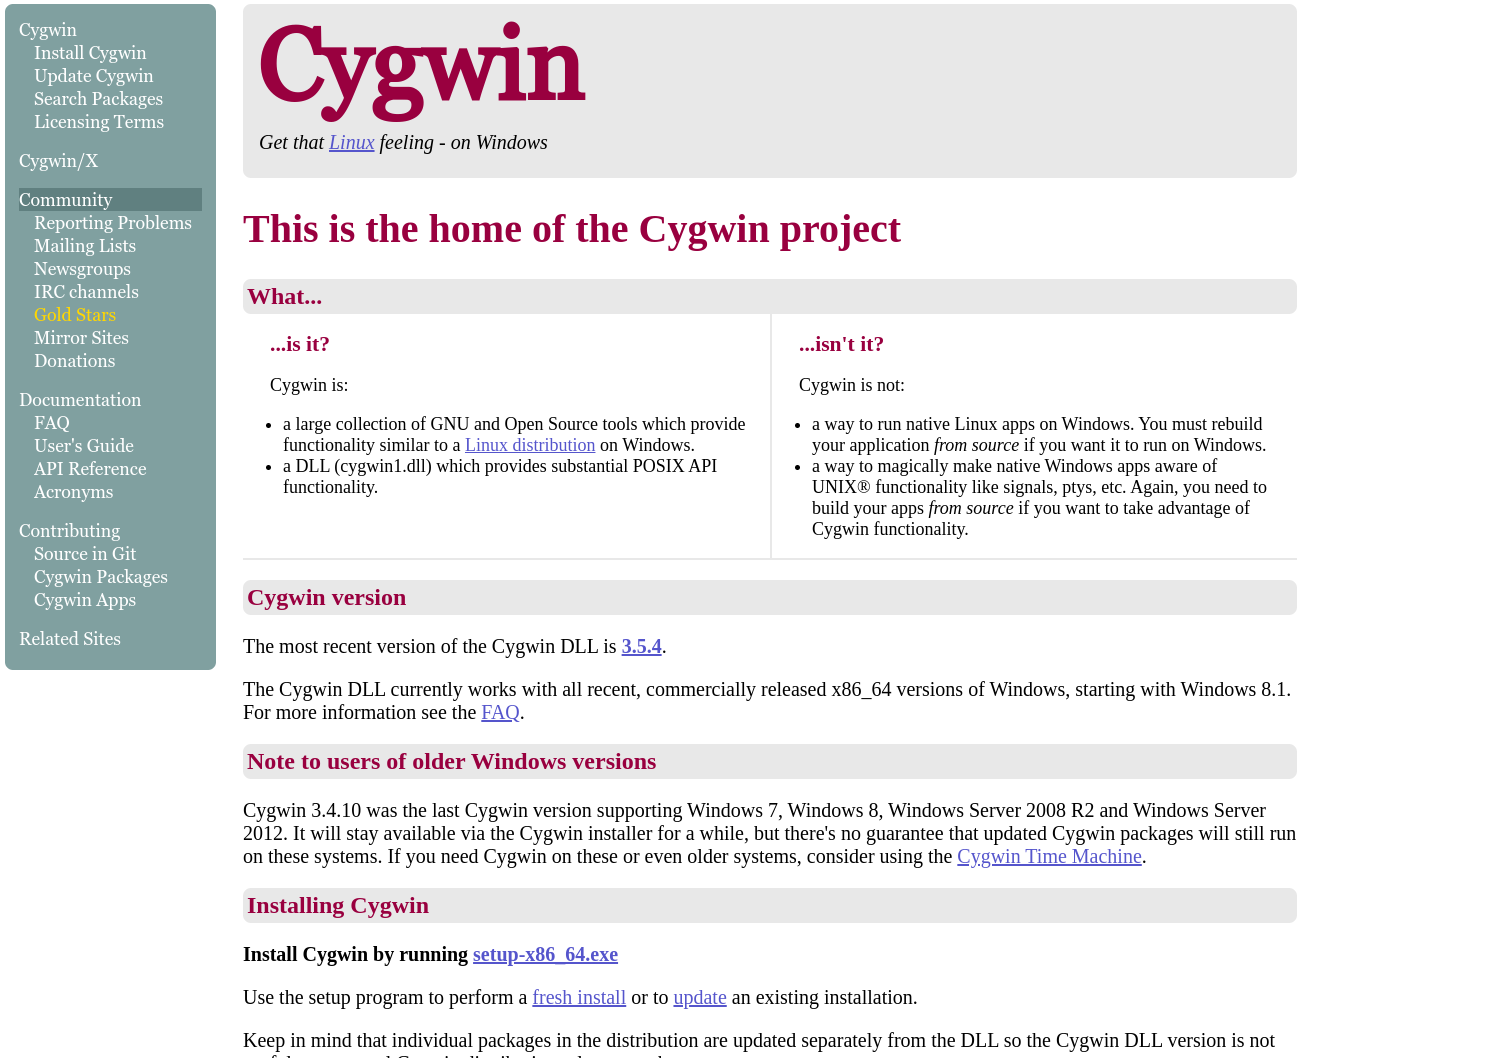 Cygwin
Install Cygwin
Update Cygwin
Search Packages
Licensing Terms
Cygwin/X
Community
Reporting Problems
Mailing Lists
Newsgroups
IRC channels
Gold Stars
Mirror Sites
Donations
Documentation
FAQ
User's Guide
API Reference
Acronyms
Contributing
Source in Git
Cygwin Packages
Cygwin Apps
Related Sites
Cygwin
Get that Linux feeling - on Windows
This is the home of the Cygwin project
What...
...is it?
Cygwin is:
a large collection of GNU and Open Source tools which provide
functionality similar to a Linux distribution on Windows.
a DLL (cygwin1.dll) which provides substantial POSIX API
functionality.
...isn't it?
Cygwin is not:
a way to run native Linux apps on Windows. You must rebuild
your application from source if you want it to run on Windows.
a way to magically make native Windows apps aware of
UNIX® functionality like signals, ptys, etc. Again, you need to
build your apps from source if you want to take advantage of
Cygwin functionality.
Cygwin version
The most recent version of the Cygwin DLL is 3.5.4.
The Cygwin DLL currently works with all recent, commercially released x86_64 versions of Windows, starting with Windows 8.1.
For more information see the FAQ.
Note to users of older Windows versions
Cygwin 3.4.10 was the last Cygwin version supporting Windows 7, Windows 8, Windows Server 2008 R2 and Windows Server
2012. It will stay available via the Cygwin installer for a while, but there's no guarantee that updated Cygwin packages will still run
on these systems. If you need Cygwin on these or even older systems, consider using the Cygwin Time Machine.
Installing Cygwin
Install Cygwin by running setup-x86_64.exe
Use the setup program to perform a fresh install or to update an existing installation.
Keep in mind that individual packages in the distribution are updated separately from the DLL so the Cygwin DLL version is not